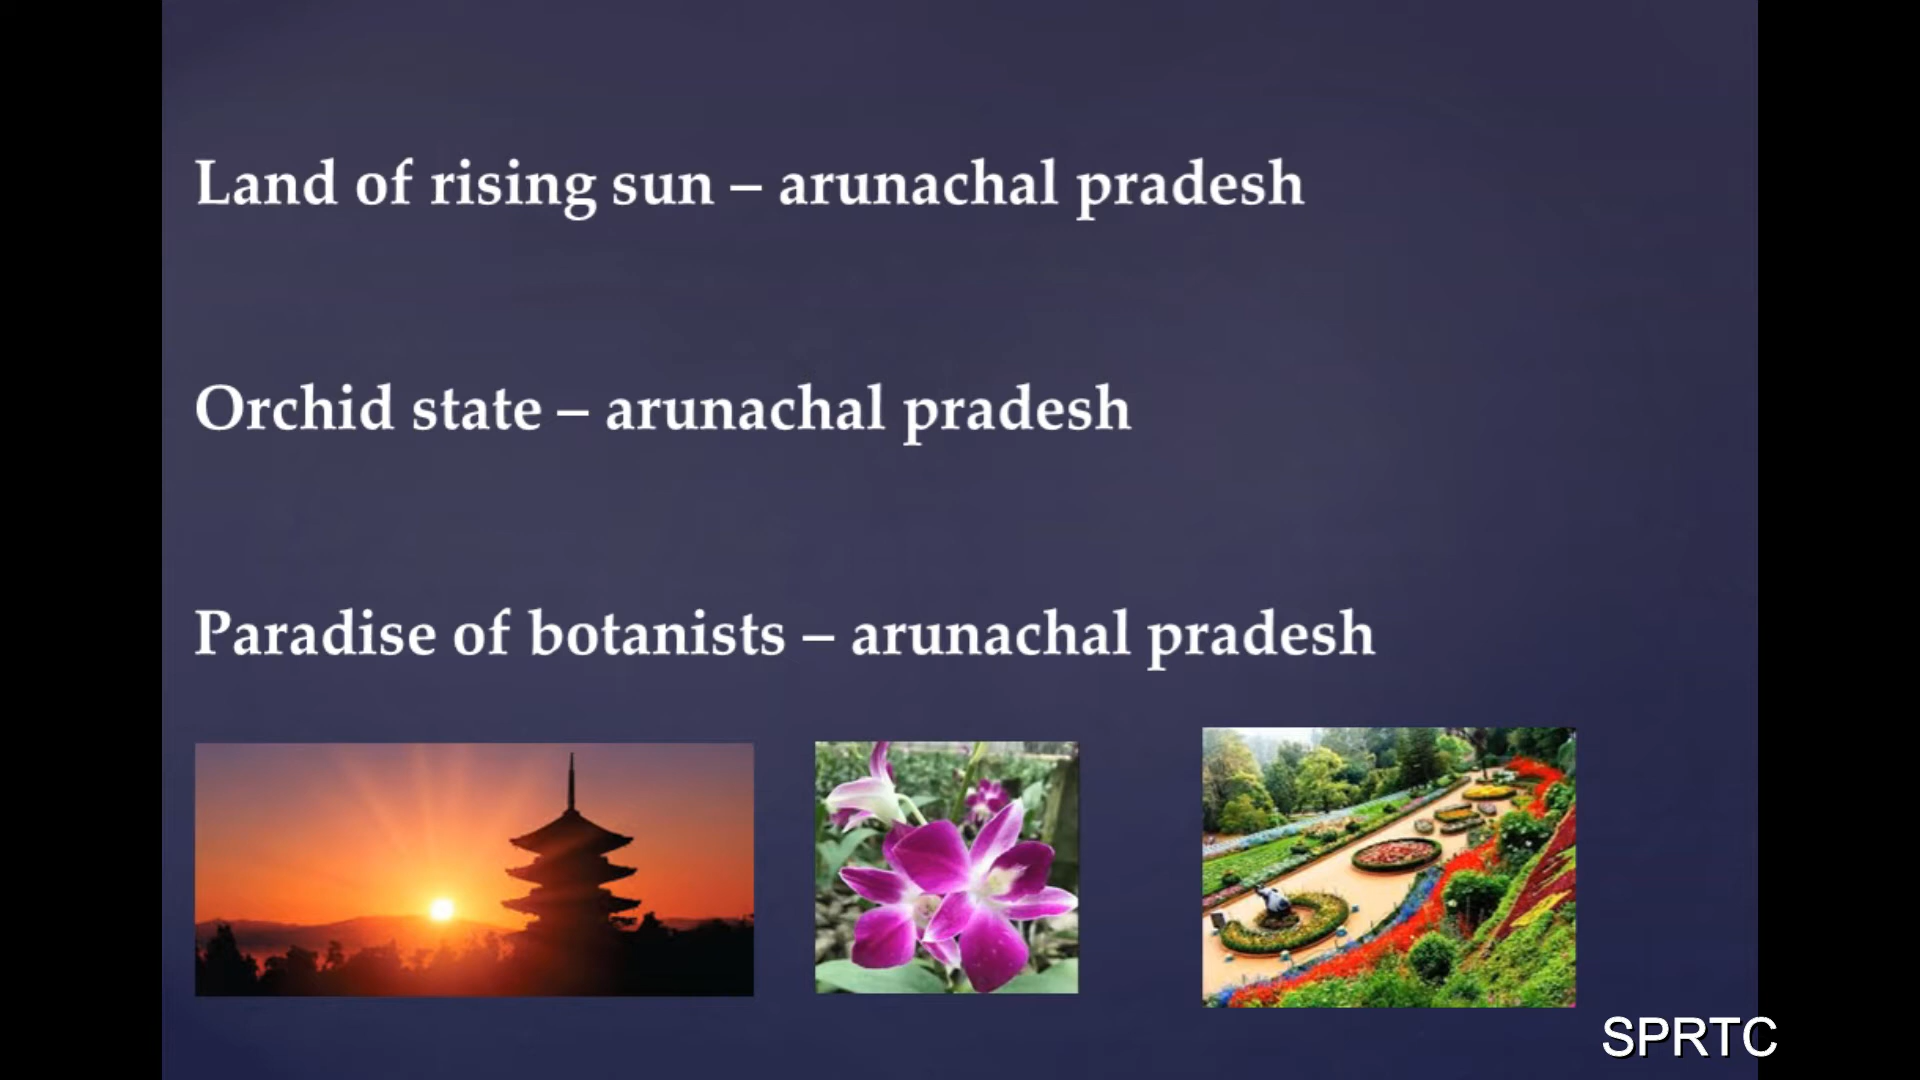 Land of rising sun – arunachal pradesh
Orchid state – arunachal pradesh
Paradise of botanists – arunachal pradesh
SPRTC